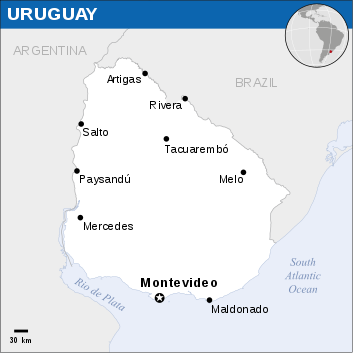 URUGUAY
ARGENTINA
BRAZIL
Artigas
Rivera
Salto
Tacuarembó
Paysandú
Melo
Mercedes
Montevideo
Maldonado
Rio de Plata
South
Atlantic
Ocean
30 km